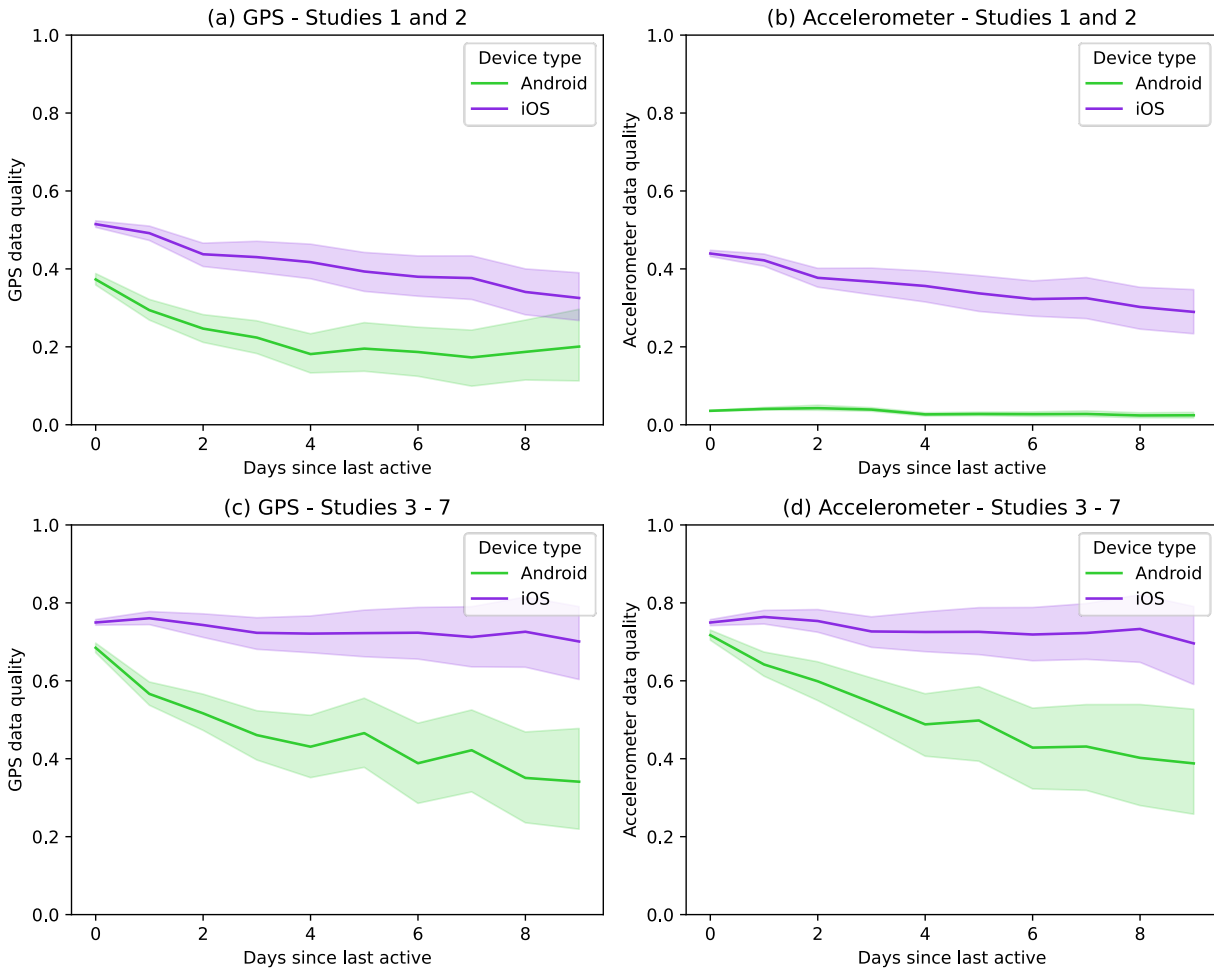 (a) GPS - Studies 1 and 2
1.0
0.8
0.6
0.4
0.2
0.0
GPS data quality
Device type
Android
iOS
0 2 4 6 8
Days since last active
(b) Accelerometer - Studies 1 and 2
1.0
0.8
0.6
0.4
0.2
0.0
Accelerometer data quality
Device type
Android
iOS
0 2 4 6 8
Days since last active
(c) GPS - Studies 3 - 7
1.0
0.8
0.6
0.4
0.2
0.0
GPS data quality
Device type
Android
iOS
0 2 4 6 8
Days since last active
(d) Accelerometer - Studies 3 - 7
1.0
0.8
0.6
0.4
0.2
0.0
Accelerometer data quality
Device type
Android
iOS
0 2 4 6 8
Days since last active